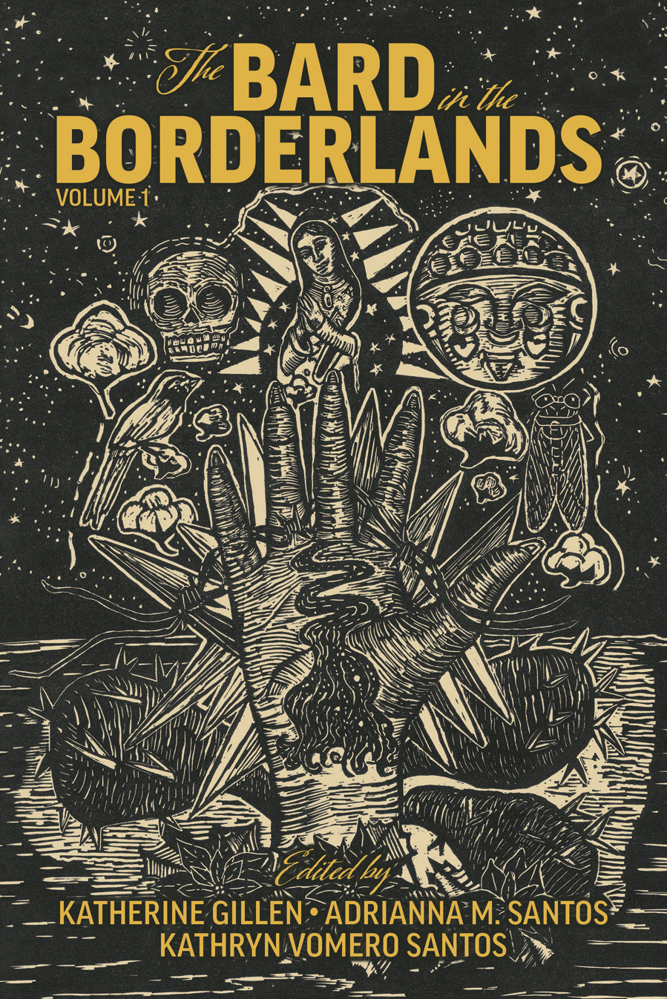 The BARD in the
BORDERLANDS
VOLUME 1
Edited by
KATHERINE GILLEN • ADRIANNA M. SANTOS
KATHRYN VOMERO SANTOS